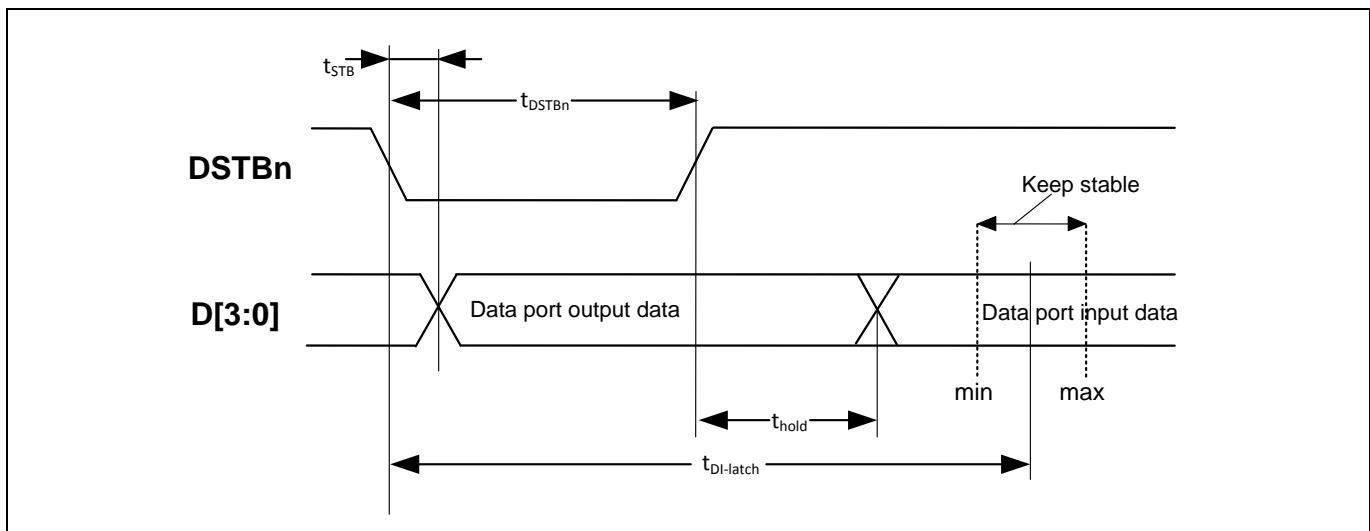 tSTB
tDSTBn
DSTBn
Keep stable
D[3:0]
Data port output data
Data port input data
min
max
thold
tDI-latch